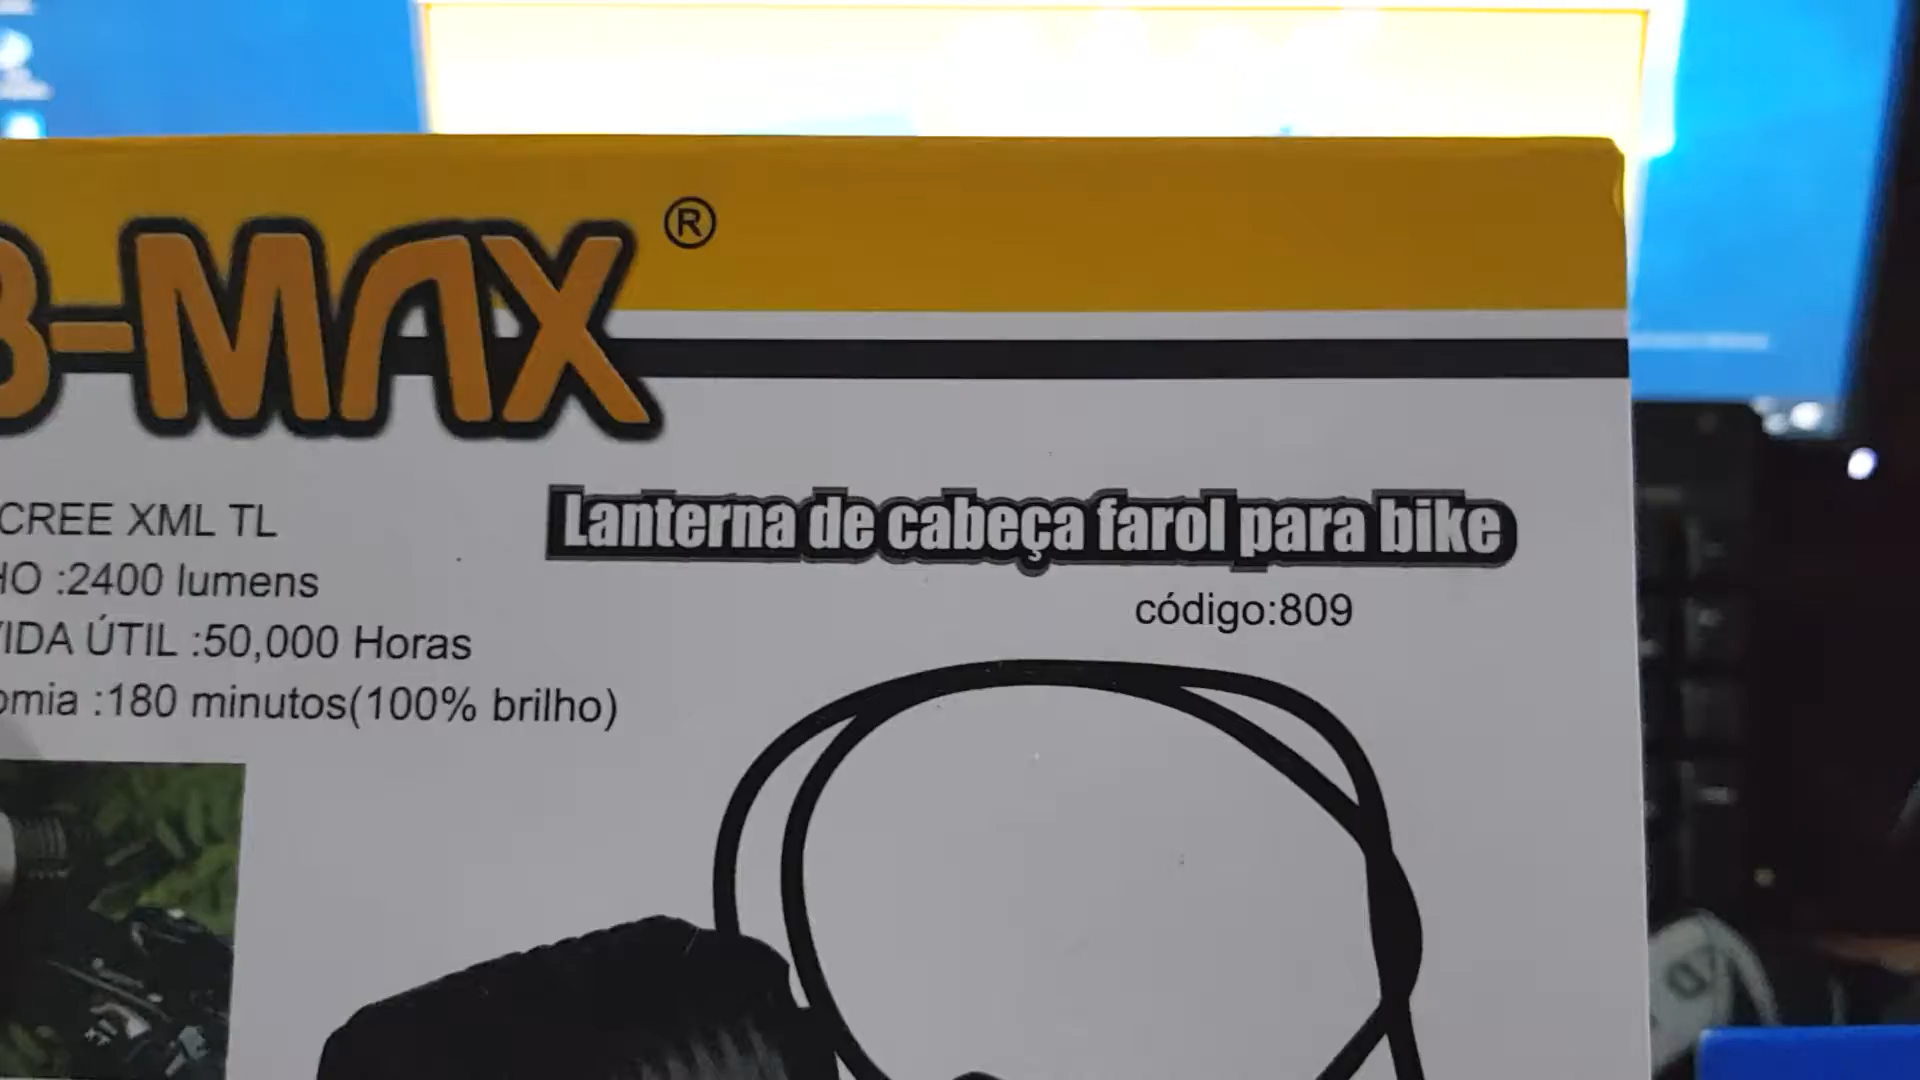 B-MAX ®
CREE XML TL
HO :2400 lumens
VIDA ÚTIL :50,000 Horas
omia :180 minutos(100% brilho)
Lanterna de cabeça farol para bike
código:809